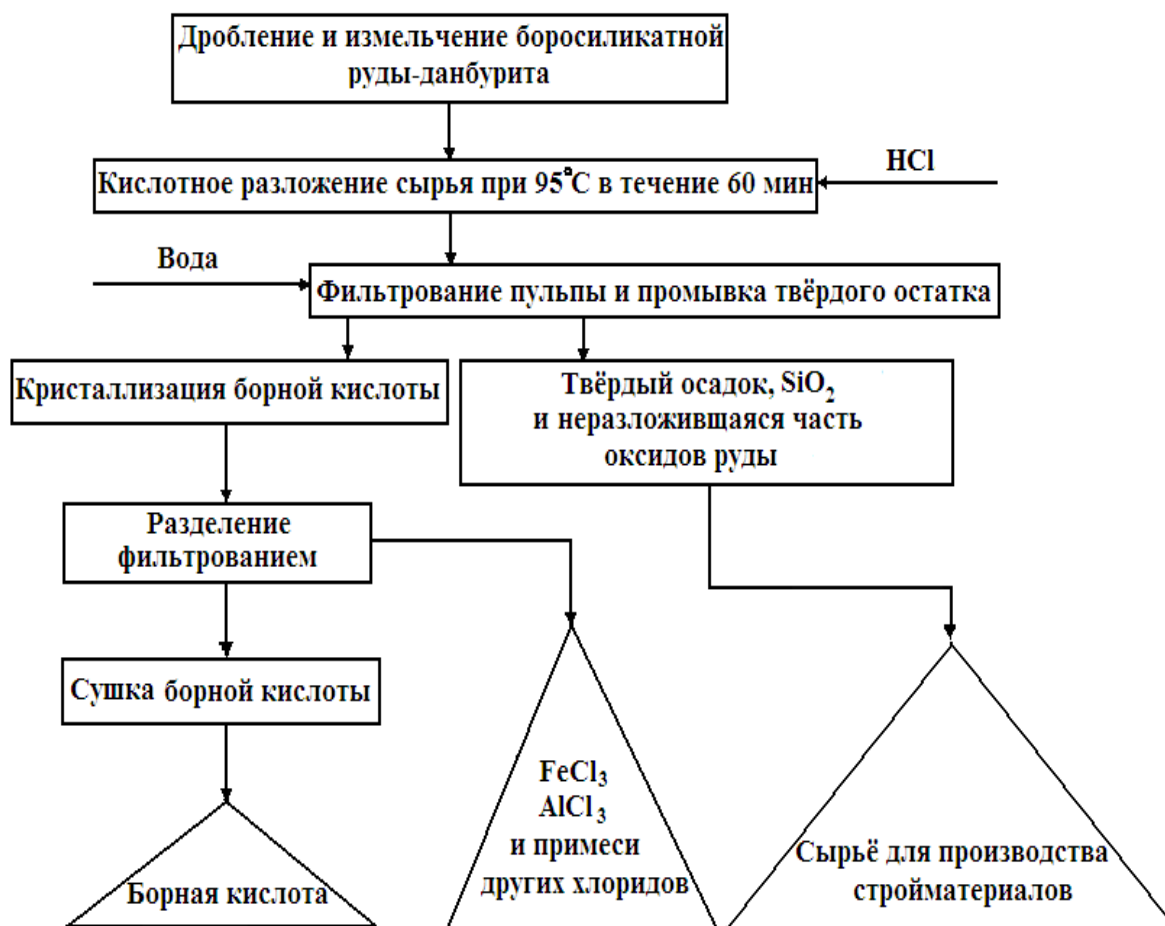 Дробление и измельчение боросиликатной
руды-данбурита
HCl
Кислотное разложение сырья при 95°С в течение 60 мин
Вода
Фильтрование пульпы и промывка твёрдого остатка
Кристаллизация борной кислоты
Твёрдый осадок, SiO₂
и неразложившаяся часть
оксидов руды
Разделение
фильтрованием
Сушка борной кислоты
FeCl₃
AlCl₃
и примеси
других хлоридов
Сырьё для производства
стройматериалов
Борная кислота